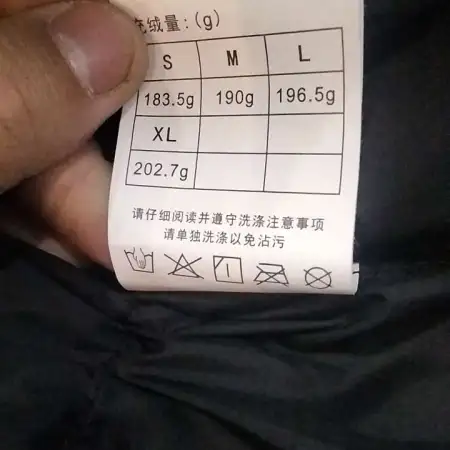 充绒量:(g)
S M L
183.5g 190g 196.5g
XL
202.7g
请仔细阅读并遵守洗涤注意事项
请单独洗涤以免沾污